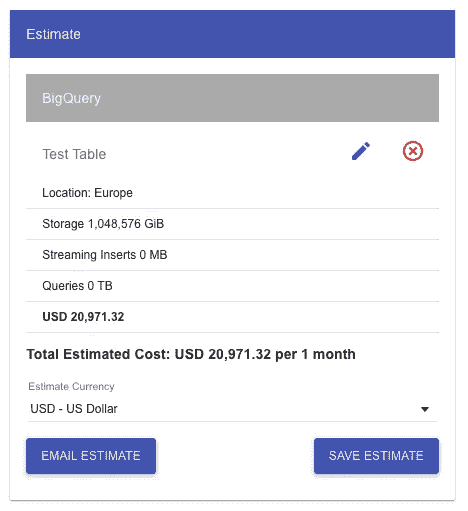 Estimate
BigQuery
Test Table
Location: Europe
Storage 1,048,576 GiB
Streaming Inserts 0 MB
Queries 0 TB
USD 20,971.32
Total Estimated Cost: USD 20,971.32 per 1 month
Estimate Currency
USD - US Dollar
EMAIL ESTIMATE
SAVE ESTIMATE